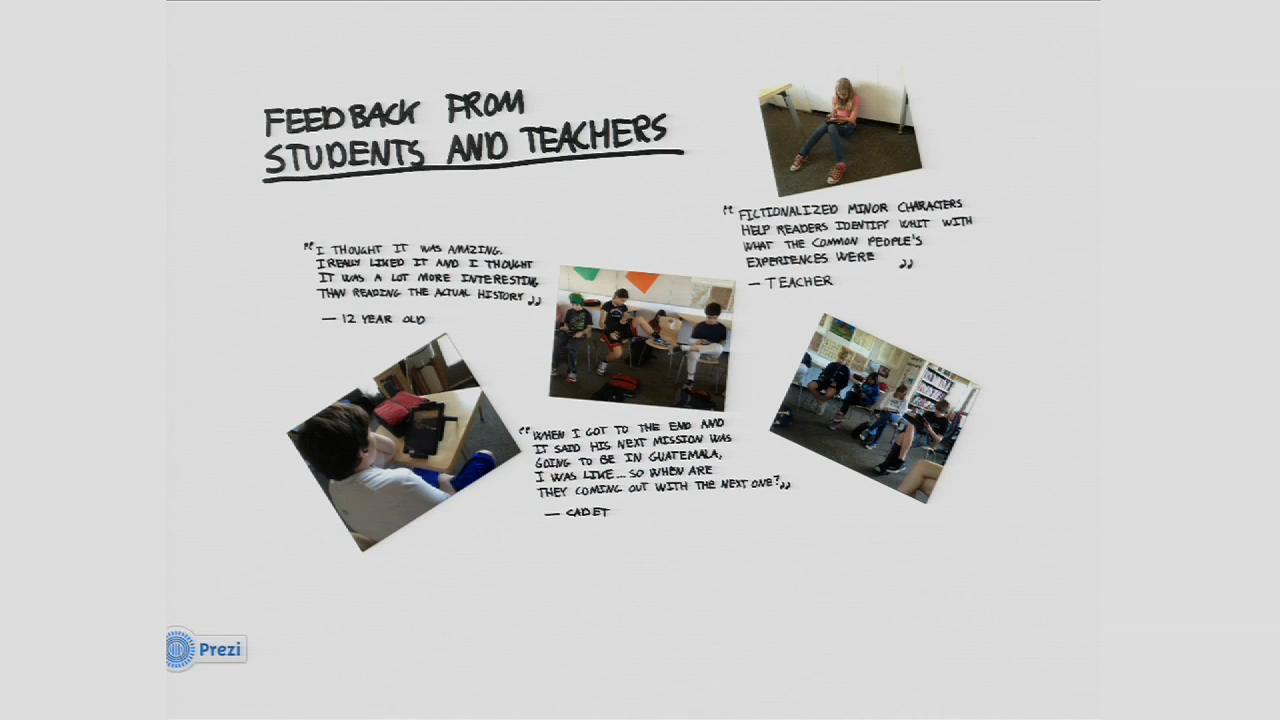 FEEDBACK FROM
STUDENTS AND TEACHERS
"I THOUGHT IT WAS AMAZING.
I REALLY LIKED IT AND I THOUGHT
IT WAS A LOT MORE INTERESTING
THAN READING THE ACTUAL HISTORY"
— 12 YEAR OLD
"FICTIONALIZED MINOR CHARACTERS
HELP READERS IDENTIFY WHIT WITH
WHAT THE COMMON PEOPLE'S
EXPERIENCES WERE"
— TEACHER
"WHEN I GOT TO THE END AND
IT SAID HIS NEXT MISSION WAS
GOING TO BE IN GUATEMALA,
I WAS LIKE... SO WHEN ARE
THEY COMING OUT WITH THE NEXT ONE?"
— CADET
Prezi